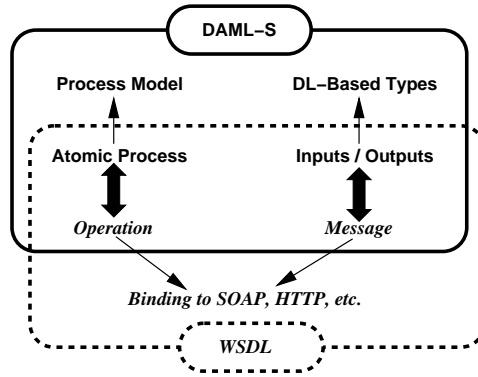 DAML–S
Process Model
DL–Based Types
Atomic Process
Inputs / Outputs
Operation
Message
Binding to SOAP, HTTP, etc.
WSDL